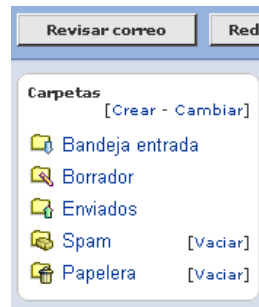 Revisar correo Red
Carpetas
[Crear - Cambiar]
Bandeja entrada
Borrador
Enviados
Spam [Vaciar]
Papelera [Vaciar]